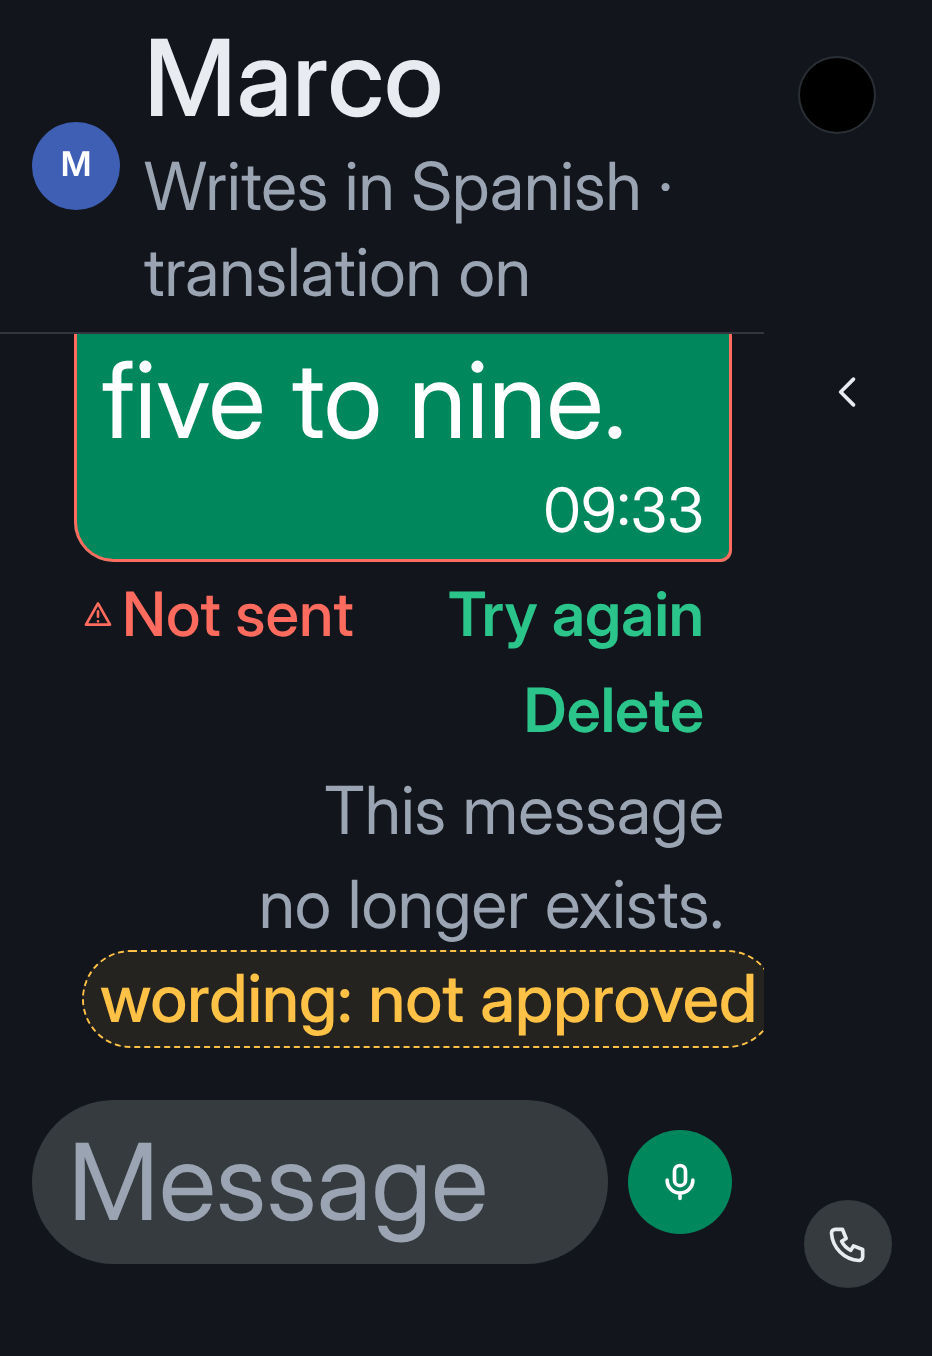 Marco
M
Writes in Spanish ·
translation on
five to nine.
09:33
Not sent
Try again
Delete
This message
no longer exists.
wording: not approved
Message